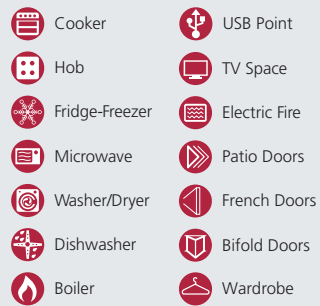 Cooker
Hob
Fridge-Freezer
Microwave
Washer/Dryer
Dishwasher
Boiler
USB Point
TV Space
Electric Fire
Patio Doors
French Doors
Bifold Doors
Wardrobe